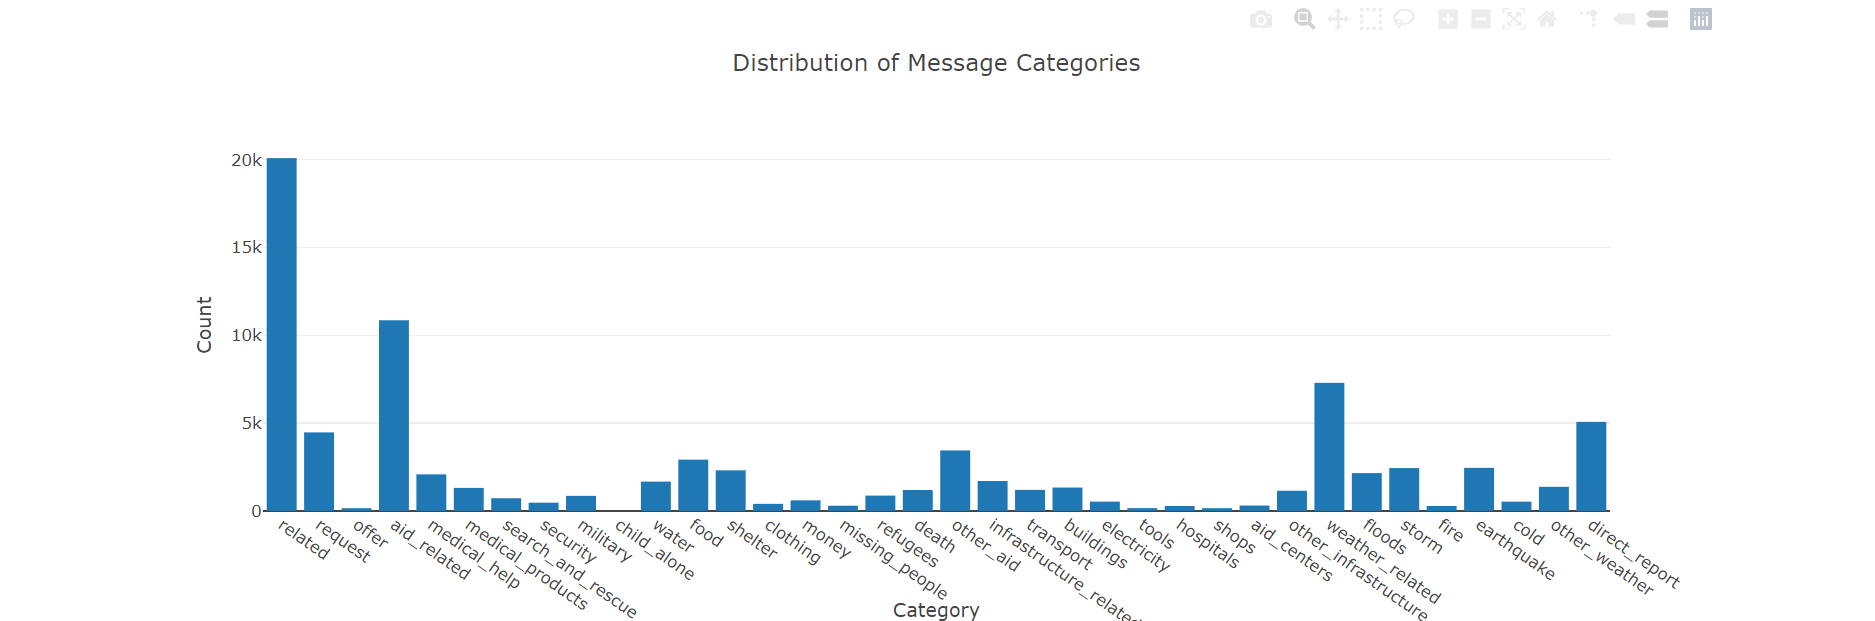 Distribution of Message Categories
20k
15k
10k
5k
0
Count
related
request
offer
aid_related
medical_help
medical_products
search_and_rescue
security
military
child_alone
water
food
shelter
clothing
money
missing_people
refugees
death
other_aid
infrastructure_related
transport
buildings
electricity
tools
hospitals
shops
aid_centers
other_infrastructure
weather_related
floods
storm
fire
earthquake
cold
other_weather
direct_report
Category